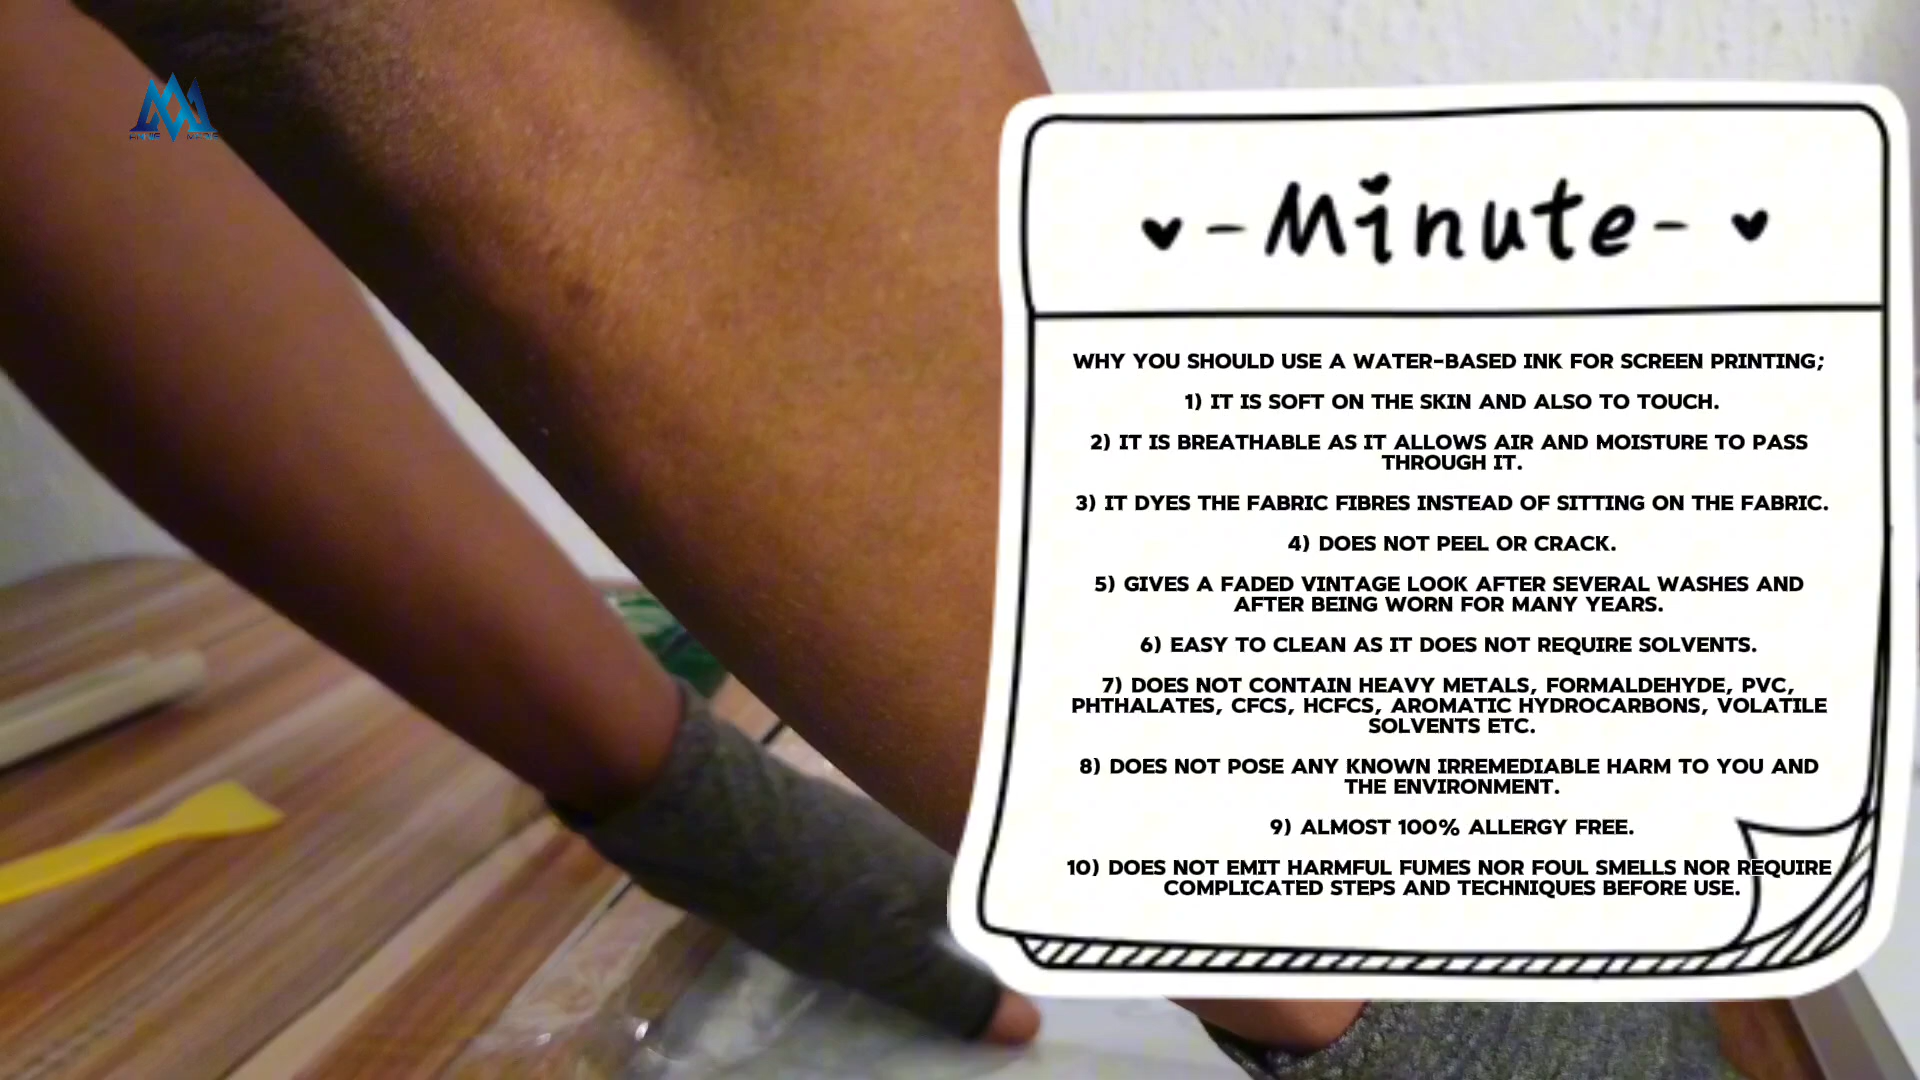 -Minute-
WHY YOU SHOULD USE A WATER-BASED INK FOR SCREEN PRINTING;
1) IT IS SOFT ON THE SKIN AND ALSO TO TOUCH.
2) IT IS BREATHABLE AS IT ALLOWS AIR AND MOISTURE TO PASS
THROUGH IT.
3) IT DYES THE FABRIC FIBRES INSTEAD OF SITTING ON THE FABRIC.
4) DOES NOT PEEL OR CRACK.
5) GIVES A FADED VINTAGE LOOK AFTER SEVERAL WASHES AND
AFTER BEING WORN FOR MANY YEARS.
6) EASY TO CLEAN AS IT DOES NOT REQUIRE SOLVENTS.
7) DOES NOT CONTAIN HEAVY METALS, FORMALDEHYDE, PVC,
PHTHALATES, CFCS, HCFCS, AROMATIC HYDROCARBONS, VOLATILE
SOLVENTS ETC.
8) DOES NOT POSE ANY KNOWN IRREMEDIABLE HARM TO YOU AND
THE ENVIRONMENT.
9) ALMOST 100% ALLERGY FREE.
10) DOES NOT EMIT HARMFUL FUMES NOR FOUL SMELLS NOR REQUIRE
COMPLICATED STEPS AND TECHNIQUES BEFORE USE.